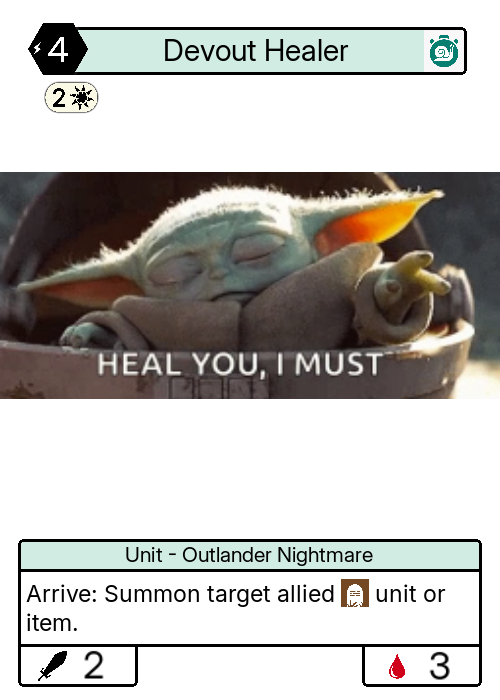 4
Devout Healer
2
HEAL YOU, I MUST
Unit - Outlander Nightmare
Arrive: Summon target allied unit or
item.
2
3